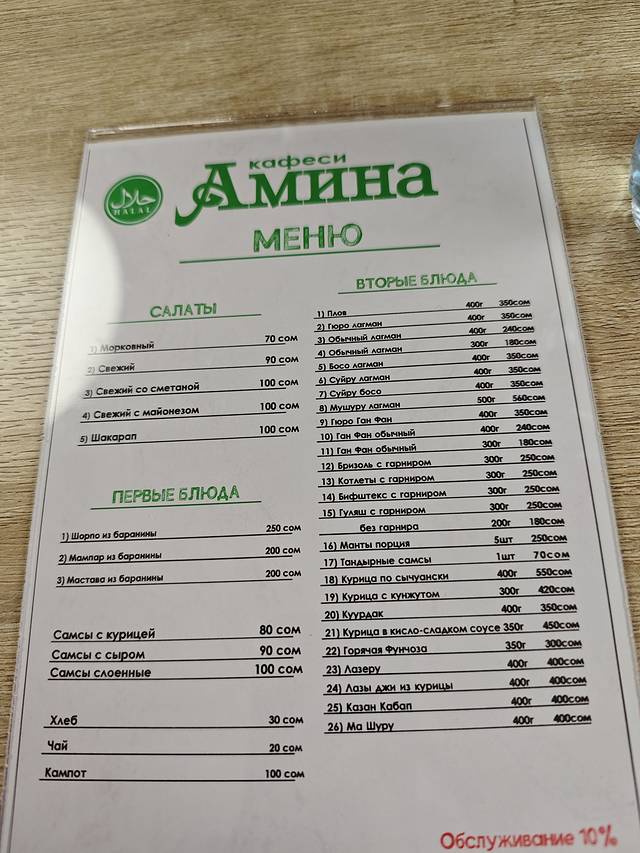 кафеси
Амина
حلال
HALAL
МЕНЮ
САЛАТЫ
1) Морковный 70 сом
2) Свежий 90 сом
3) Свежий со сметаной 100 сом
4) Свежий с майонезом 100 сом
5) Шакарап 100 сом
ПЕРВЫЕ БЛЮДА
1) Шорпо из баранины 250 сом
2) Мампар из баранины 200 сом
3) Мастава из баранины 200 сом
Самсы с курицей 80 сом
Самсы с сыром 90 сом
Самсы слоенные 100 сом
Хлеб 30 сом
Чай 20 сом
Кампот 100 сом
ВТОРЫЕ БЛЮДА
1) Плов 400г 350сом
2) Гюро лагман 400г 350сом
3) Обычный лагман 400г 240сом
4) Обычный лагман 300г 180сом
5) Босо лагман 400г 350сом
6) Суйру лагман 400г 350сом
7) Суйру босо 400г 350сом
8) Мушуру лагман 500г 560сом
9) Гюро Ган Фан 400г 350сом
10) Ган Фан обычный 400г 240сом
11) Ган Фан обычный 300г 180сом
12) Бризоль с гарниром 300г 250сом
13) Котлеты с гарниром 300г 250сом
14) Бифштекс с гарниром 300г 250сом
15) Гуляш с гарниром 300г 250сом
без гарнира 200г 180сом
16) Манты порция 5шт 250сом
17) Тандырные самсы 1шт 70сом
18) Курица по сычуански 400г 550сом
19) Курица с кунжутом 300г 420сом
20) Куурдак 400г 350сом
21) Курица в кисло-сладком соусе 350г 450сом
22) Горячая Фунчоза 350г 300сом
23) Лазеру 400г 400сом
24) Лазы джи из курицы 400г 400сом
25) Казан Кабап 400г 400сом
26) Ма Шуру 400г 400сом
Обслуживание 10%